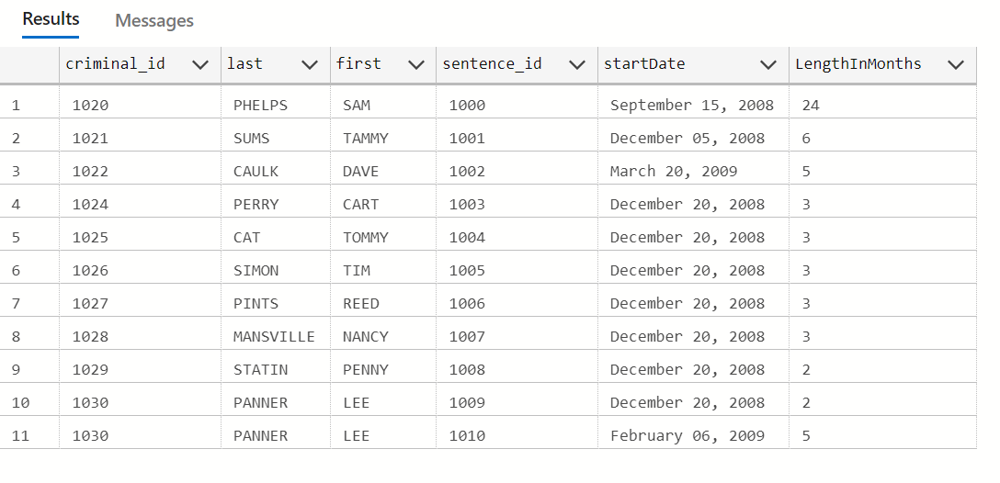 Results Messages
criminal_id last first sentence_id startDate LengthInMonths
1 1020 PHELPS SAM 1000 September 15, 2008 24
2 1021 SUMS TAMMY 1001 December 05, 2008 6
3 1022 CAULK DAVE 1002 March 20, 2009 5
4 1024 PERRY CART 1003 December 20, 2008 3
5 1025 CAT TOMMY 1004 December 20, 2008 3
6 1026 SIMON TIM 1005 December 20, 2008 3
7 1027 PINTS REED 1006 December 20, 2008 3
8 1028 MANSVILLE NANCY 1007 December 20, 2008 3
9 1029 STATIN PENNY 1008 December 20, 2008 2
10 1030 PANNER LEE 1009 December 20, 2008 2
11 1030 PANNER LEE 1010 February 06, 2009 5